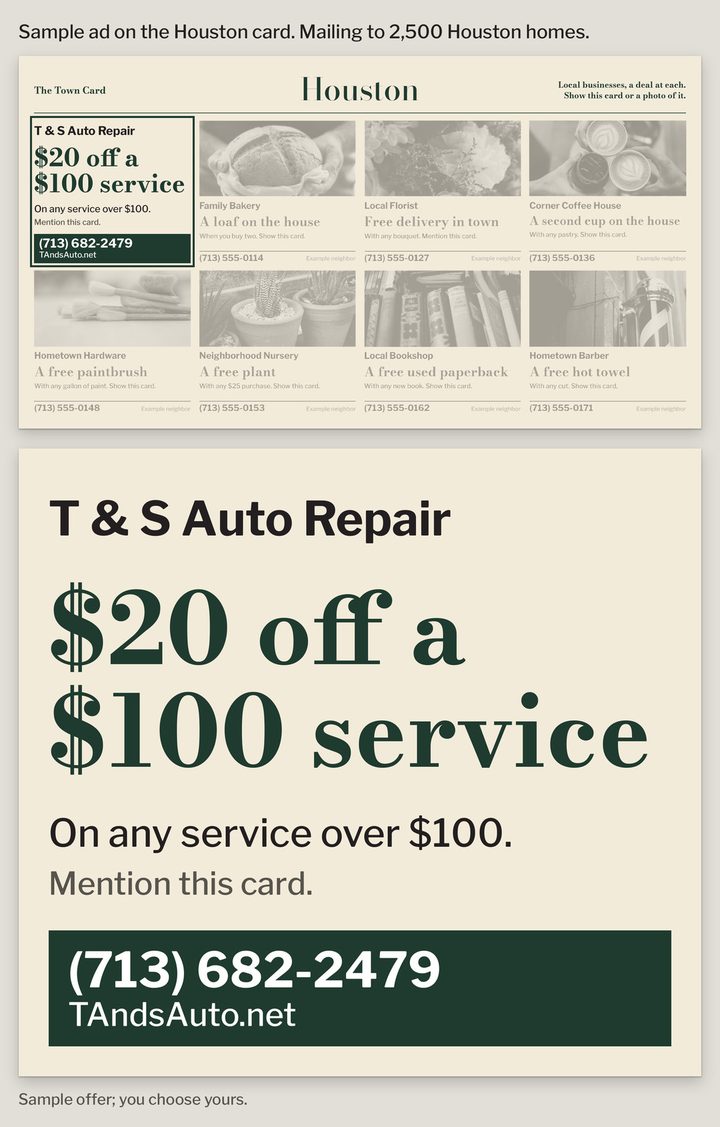 Sample ad on the Houston card. Mailing to 2,500 Houston homes.
The Town Card
Houston
Local businesses, a deal at each.
Show this card or a photo of it.
T & S Auto Repair
$20 off a
$100 service
On any service over $100.
Mention this card.
(713) 682-2479
TAndsAuto.net
Family Bakery
A loaf on the house
When you buy two. Show this card.
(713) 555-0114
Example neighbor
Local Florist
Free delivery in town
With any bouquet. Mention this card.
(713) 555-0127
Example neighbor
Corner Coffee House
A second cup on the house
With any pastry. Show this card.
(713) 555-0136
Example neighbor
Hometown Hardware
A free paintbrush
With any gallon of paint. Show this card.
(713) 555-0148
Example neighbor
Neighborhood Nursery
A free plant
With any $25 purchase. Show this card.
(713) 555-0153
Example neighbor
Local Bookshop
A free used paperback
With any new book. Show this card.
(713) 555-0162
Example neighbor
Hometown Barber
A free hot towel
With any cut. Show this card.
(713) 555-0171
Example neighbor
T & S Auto Repair
$20 off a
$100 service
On any service over $100.
Mention this card.
(713) 682-2479
TAndsAuto.net
Sample offer; you choose yours.